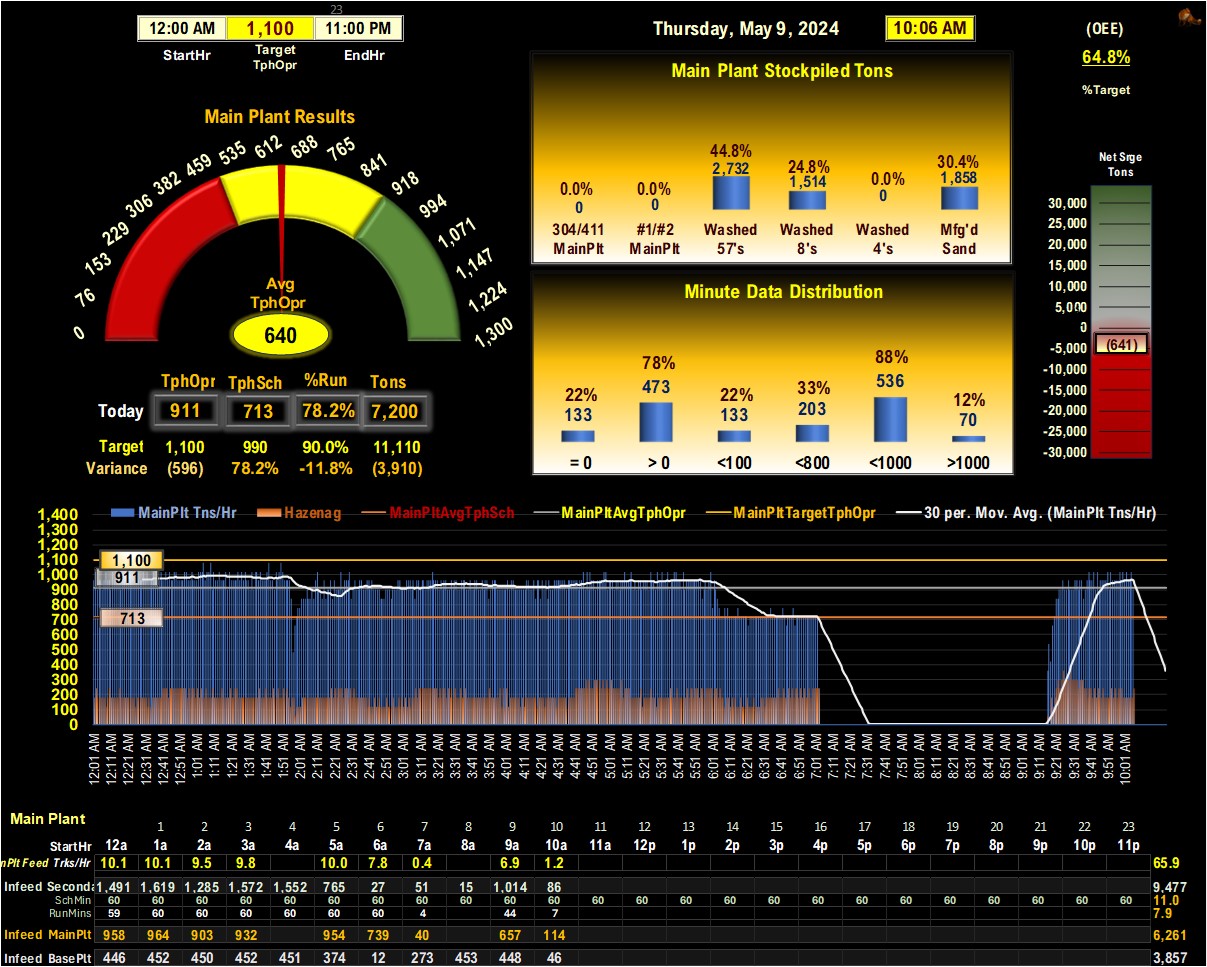 23
12:00 AM 1,100 11:00 PM
StartHr Target TphOpr EndHr
Thursday, May 9, 2024 10:06 AM
(OEE)
64.8%
%Target
Main Plant Results
0 76 153 229 306 382 459 535 612 688 765 841 918 994 1,071 1,147 1,224 1,300
Avg
TphOpr
640
TphOpr TphSch %Run Tons
Today 911 713 78.2% 7,200
Target 1,100 990 90.0% 11,110
Variance (596) 78.2% -11.8% (3,910)
Main Plant Stockpiled Tons
0.0% 0.0% 44.8% 24.8% 0.0% 30.4%
0 0 2,732 1,514 0 1,858
304/411 #1/#2 Washed Washed Washed Mfg'd
MainPlt MainPlt 57's 8's 4's Sand
Minute Data Distribution
22% 78% 22% 33% 88% 12%
133 473 133 203 536 70
= 0 > 0 <100 <800 <1000 >1000
Net Srge
Tons
30,000
25,000
20,000
15,000
10,000
5,000
0
-5,000
(641)
-10,000
-15,000
-20,000
-25,000
-30,000
MainPlt Tns/Hr Hazenag MainPltAvgTphSch MainPltAvgTphOpr MainPltTargetTphOpr 30 per. Mov. Avg. (MainPlt Tns/Hr)
1,400
1,300
1,200
1,100
1,000
900
800
700
600
500
400
300
200
100
0
1,100
911
713
12:01 AM 12:11 AM 12:21 AM 12:31 AM 12:41 AM 12:51 AM 1:01 AM 1:11 AM 1:21 AM 1:31 AM 1:41 AM 1:51 AM 2:01 AM 2:11 AM 2:21 AM 2:31 AM 2:41 AM 2:51 AM 3:01 AM 3:11 AM 3:21 AM 3:31 AM 3:41 AM 3:51 AM 4:01 AM 4:11 AM 4:21 AM 4:31 AM 4:41 AM 4:51 AM 5:01 AM 5:11 AM 5:21 AM 5:31 AM 5:41 AM 5:51 AM 6:01 AM 6:11 AM 6:21 AM 6:31 AM 6:41 AM 6:51 AM 7:01 AM 7:11 AM 7:21 AM 7:31 AM 7:41 AM 7:51 AM 8:01 AM 8:11 AM 8:21 AM 8:31 AM 8:41 AM 8:51 AM 9:01 AM 9:11 AM 9:21 AM 9:31 AM 9:41 AM 9:51 AM 10:01 AM
Main Plant
1 2 3 4 5 6 7 8 9 10 11 12 13 14 15 16 17 18 19 20 21 22 23
StartHr 12a 1a 2a 3a 4a 5a 6a 7a 8a 9a 10a 11a 12p 1p 2p 3p 4p 5p 6p 7p 8p 9p 10p 11p
nPlt Feed Trks/Hr 10.1 10.1 9.5 9.8 10.0 7.8 0.4 6.9 1.2 65.9
Infeed Seconda 1,491 1,619 1,285 1,572 1,552 765 27 51 15 1,014 86 9,477
SchMin 60 60 60 60 60 60 60 60 60 60 60 60 60 60 60 60 60 60 60 60 60 60 60 60 11.0
RunMins 59 60 60 60 60 60 60 4 44 7 7.9
Infeed MainPlt 958 964 903 932 954 739 40 657 114 6,261
Infeed BasePlt 446 452 450 452 451 374 12 273 453 448 46 3,857